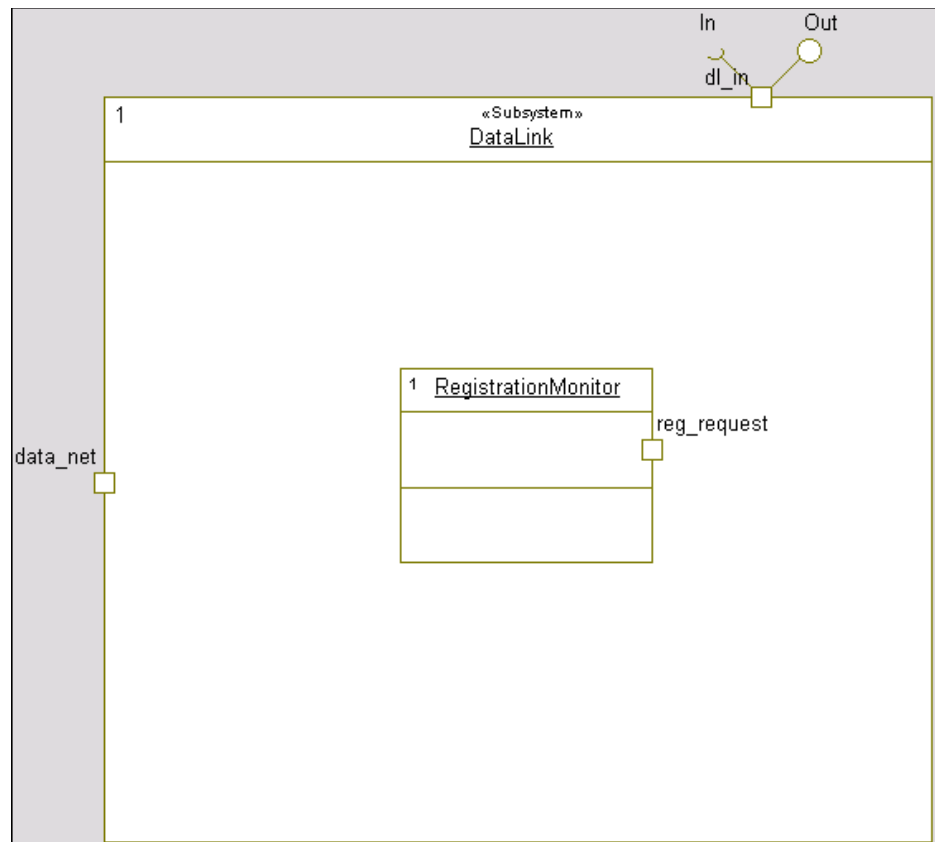 In
Out
dl_in
1
«Subsystem»
DataLink
1
RegistrationMonitor
reg_request
data_net